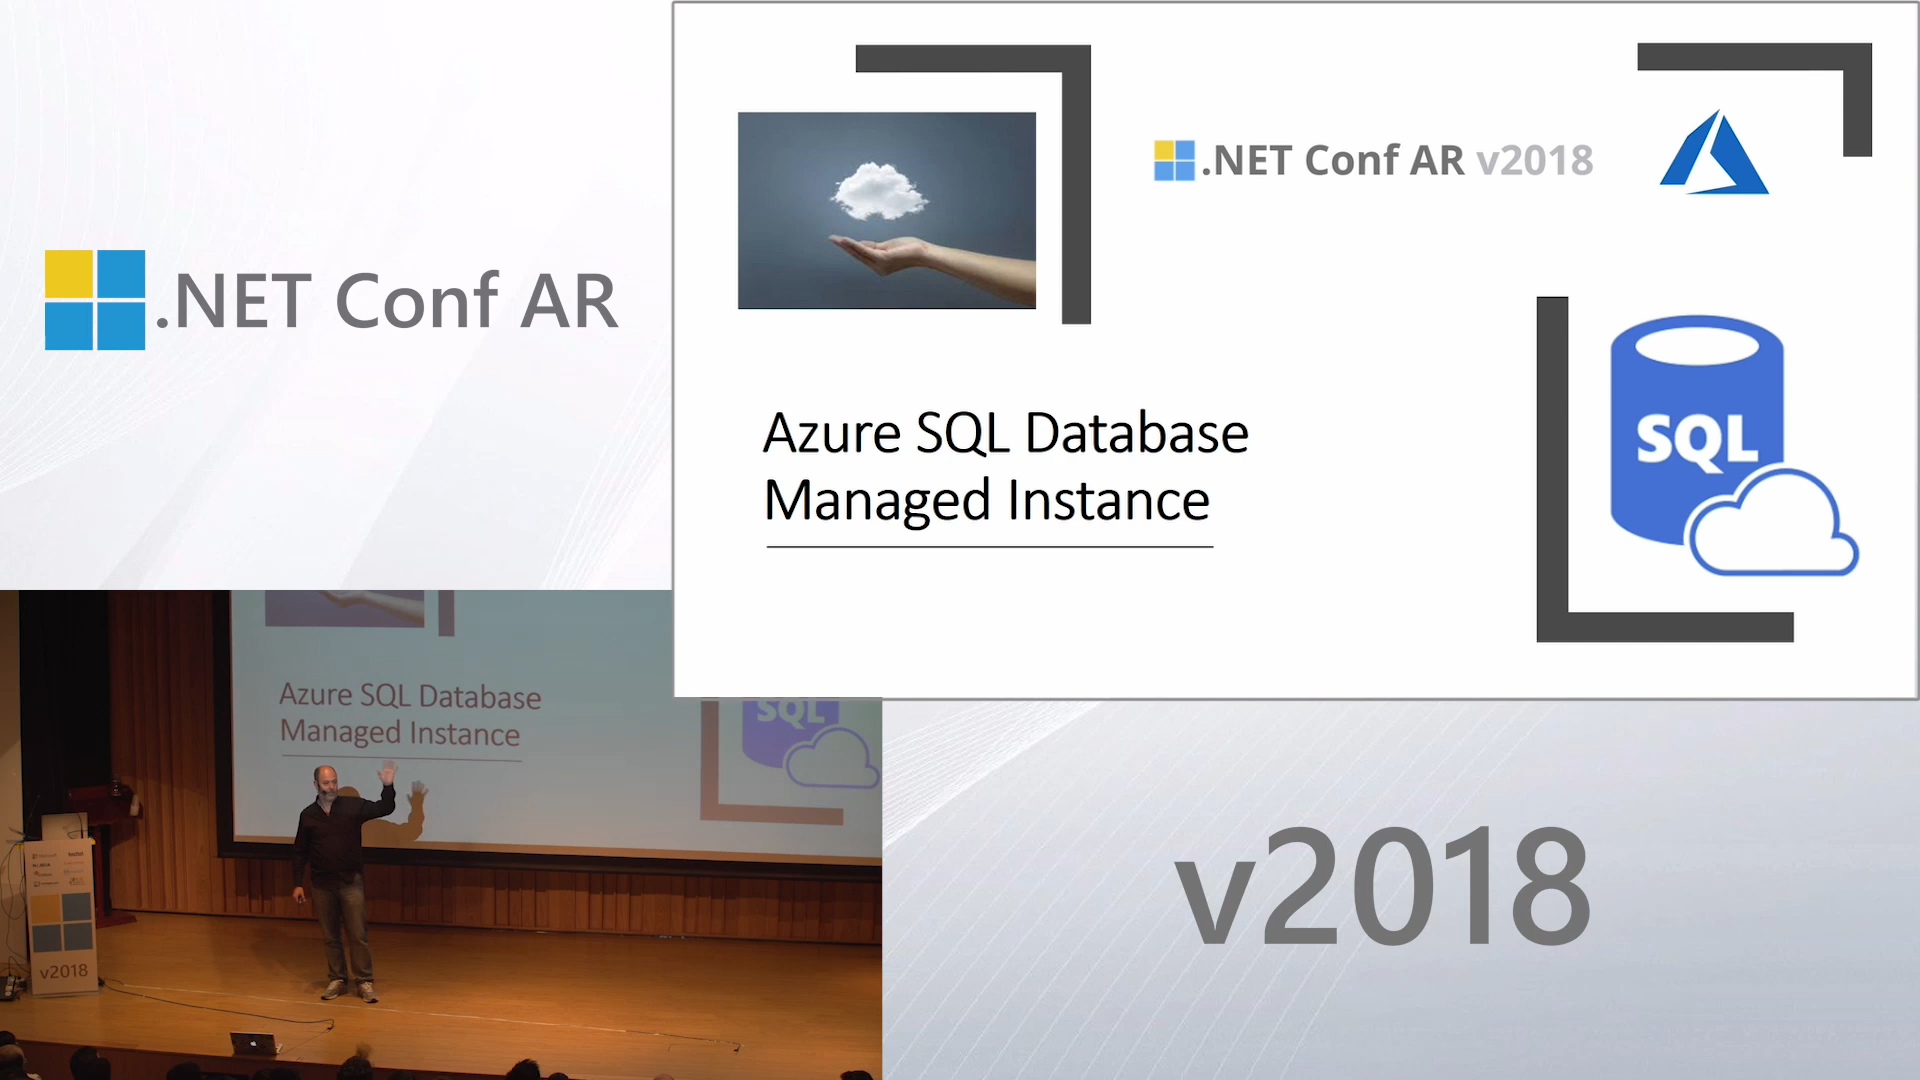 .NET Conf AR
.NET Conf AR v2018
Azure SQL Database
Managed Instance
SQL
Azure SQL Database
Managed Instance
SQL
v2018
v2018